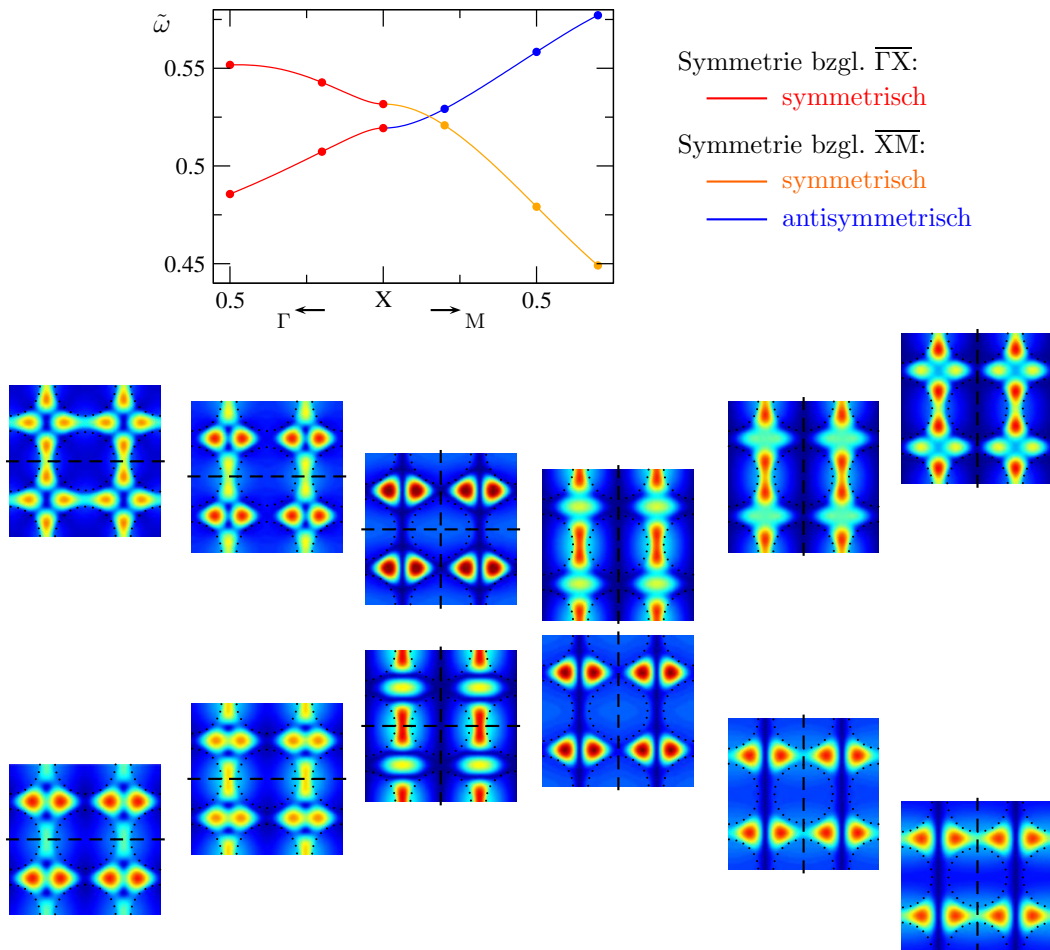 ω̃
0.55
0.5
0.45
0.5
X
0.5
Γ
M
Symmetrie bzgl. ΓX:
symmetrisch
Symmetrie bzgl. XM:
symmetrisch
antisymmetrisch